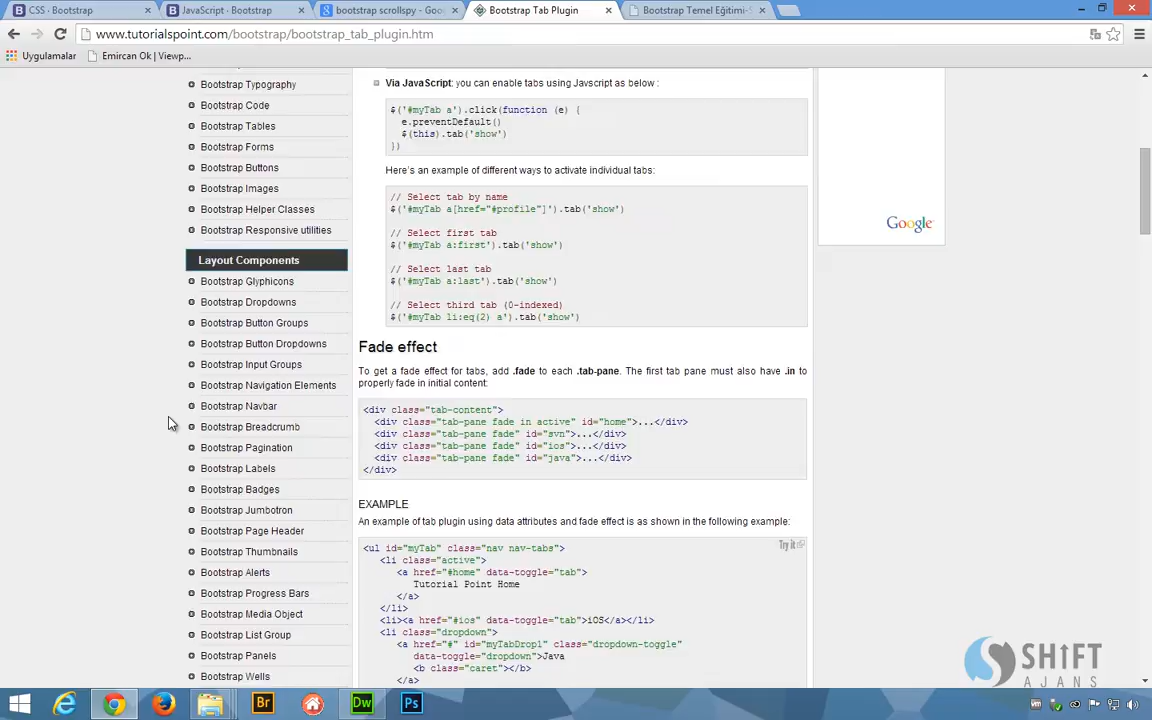 CSS · Bootstrap
JavaScript · Bootstrap
bootstrap scrollspy - Goo
Bootstrap Tab Plugin
Bootstrap Temel Eğitimi-S
www.tutorialspoint.com/bootstrap/bootstrap_tab_plugin.htm
Uygulamalar
Emircan Ok | Viewp...
Bootstrap Typography
Bootstrap Code
Bootstrap Tables
Bootstrap Forms
Bootstrap Buttons
Bootstrap Images
Bootstrap Helper Classes
Bootstrap Responsive utilities
Layout Components
Bootstrap Glyphicons
Bootstrap Dropdowns
Bootstrap Button Groups
Bootstrap Button Dropdowns
Bootstrap Input Groups
Bootstrap Navigation Elements
Bootstrap Navbar
Bootstrap Breadcrumb
Bootstrap Pagination
Bootstrap Labels
Bootstrap Badges
Bootstrap Jumbotron
Bootstrap Page Header
Bootstrap Thumbnails
Bootstrap Alerts
Bootstrap Progress Bars
Bootstrap Media Object
Bootstrap List Group
Bootstrap Panels
Bootstrap Wells
Via JavaScript: you can enable tabs using Javscript as below :
$('#myTab a').click(function (e) {
e.preventDefault()
$(this).tab('show')
})
Here's an example of different ways to activate individual tabs:
// Select tab by name
$('#myTab a[href="#profile"]').tab('show')
// Select first tab
$('#myTab a:first').tab('show')
// Select last tab
$('#myTab a:last').tab('show')
// Select third tab (0-indexed)
$('#myTab li:eq(2) a').tab('show')
Fade effect
To get a fade effect for tabs, add .fade to each .tab-pane. The first tab pane must also have .in to
properly fade in initial content:
<div class="tab-content">
<div class="tab-pane fade in active" id="home">...</div>
<div class="tab-pane fade" id="svn">...</div>
<div class="tab-pane fade" id="ios">...</div>
<div class="tab-pane fade" id="java">...</div>
</div>
EXAMPLE
An example of tab plugin using data attributes and fade effect is as shown in the following example:
Try it
<ul id="myTab" class="nav nav-tabs">
<li class="active">
<a href="#home" data-toggle="tab">
Tutorial Point Home
</a>
</li>
<li><a href="#ios" data-toggle="tab">iOS</a></li>
<li class="dropdown">
<a href="#" id="myTabDrop1" class="dropdown-toggle"
data-toggle="dropdown">Java
<b class="caret"></b>
</a>
Google
SHIFT
AJANS
Br
Dw
Ps